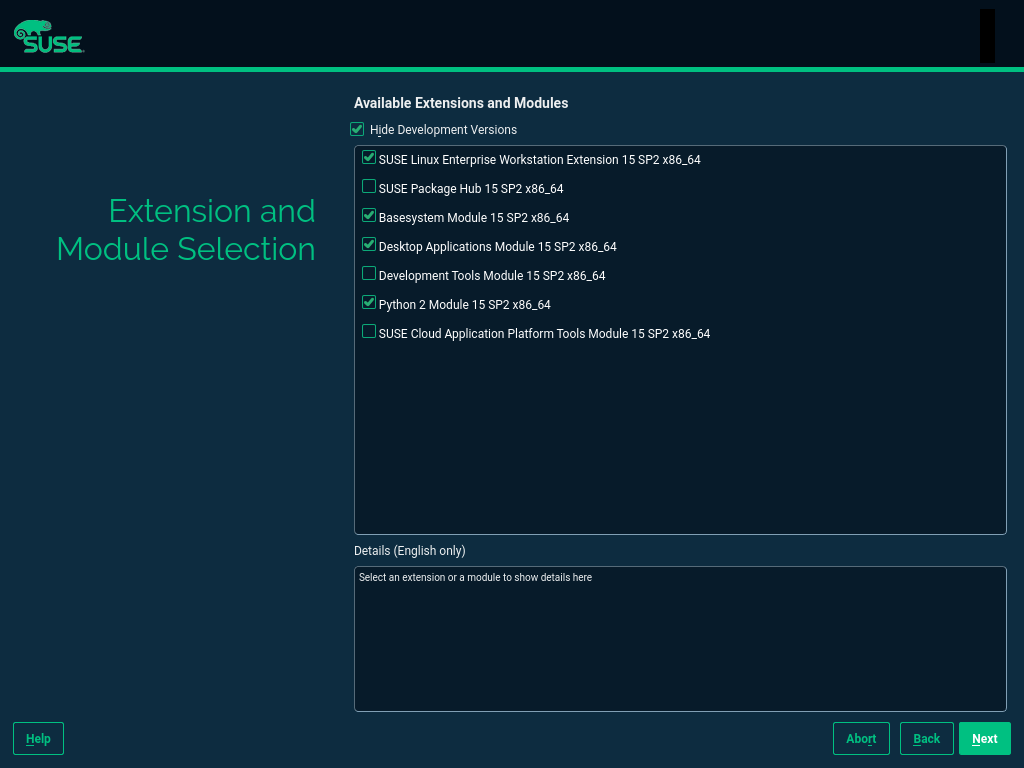 SUSE
Available Extensions and Modules
Hide Development Versions
Extension and
Module Selection
SUSE Linux Enterprise Workstation Extension 15 SP2 x86_64
SUSE Package Hub 15 SP2 x86_64
Basesystem Module 15 SP2 x86_64
Desktop Applications Module 15 SP2 x86_64
Development Tools Module 15 SP2 x86_64
Python 2 Module 15 SP2 x86_64
SUSE Cloud Application Platform Tools Module 15 SP2 x86_64
Details (English only)
Select an extension or a module to show details here
Help
Abort
Back
Next